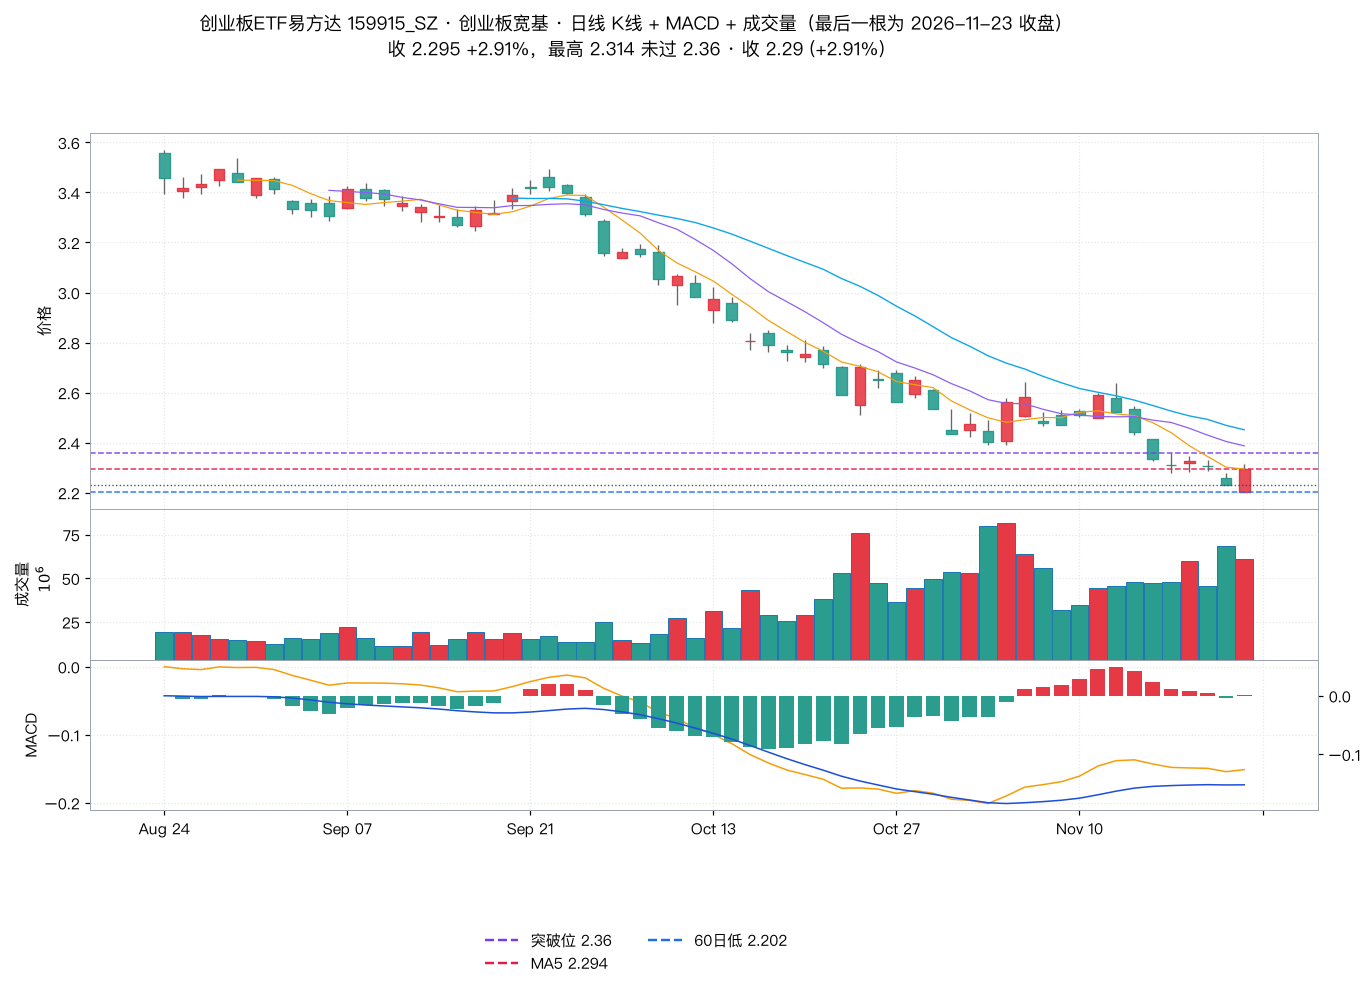 创业板ETF易方达 159915_SZ · 创业板宽基 · 日线 K线 + MACD + 成交量（最后一根为 2026−11−23 收盘）
收 2.295 +2.91%，最高 2.314 未过 2.36 · 收 2.29 (+2.91%)
3.6
3.4
3.2
3.0
2.8
2.6
2.4
2.2
价格
75
50
25
成交量
10⁶
0.0
−0.1
−0.2
MACD
0.0
−0.1
Aug 24
Sep 07
Sep 21
Oct 13
Oct 27
Nov 10
突破位 2.36
60日低 2.202
MA5 2.294